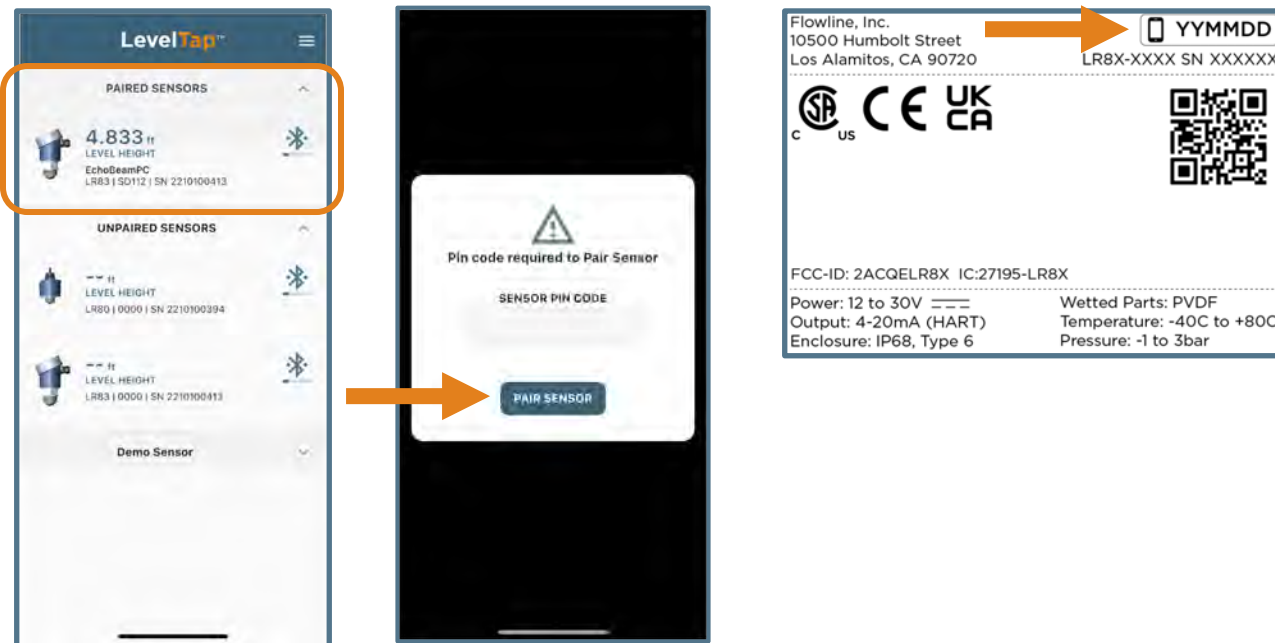 LevelTap™
PAIRED SENSORS
4.833 ft
LEVEL HEIGHT
EchoBeamPC
LR83 | SD112 | SN 2210100413
UNPAIRED SENSORS
-- ft
LEVEL HEIGHT
LR80 | 0000 | SN 2210100394
-- ft
LEVEL HEIGHT
LR83 | 0000 | SN 2210100413
Demo Sensor
Pin code required to Pair Sensor
SENSOR PIN CODE
PAIR SENSOR
Flowline, Inc.
10500 Humbolt Street
Los Alamitos, CA 90720
YYMMDD
LR8X-XXXX SN XXXXXX
C SA US CE UK CA
FCC-ID: 2ACQELR8X IC:27195-LR8X
Power: 12 to 30V
Output: 4-20mA (HART)
Enclosure: IP68, Type 6
Wetted Parts: PVDF
Temperature: -40C to +80C
Pressure: -1 to 3bar